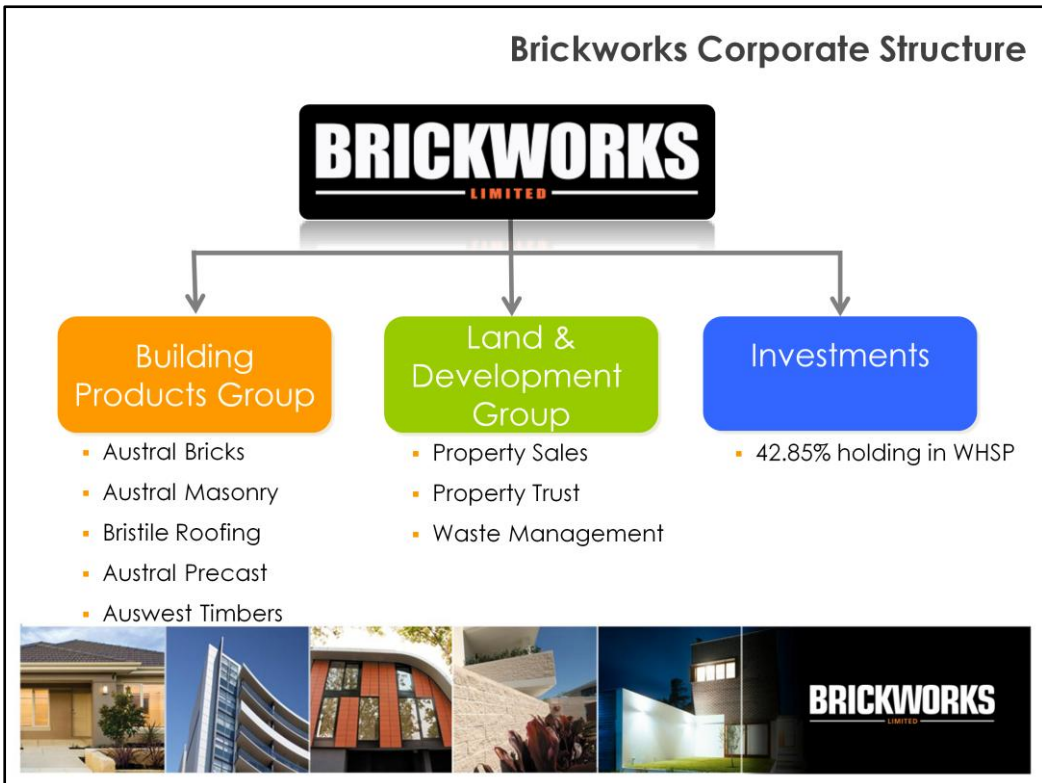 Brickworks Corporate Structure
BRICKWORKS
LIMITED
Building
Products Group
▪ Austral Bricks
▪ Austral Masonry
▪ Bristile Roofing
▪ Austral Precast
▪ Auswest Timbers
Land &
Development
Group
▪ Property Sales
▪ Property Trust
▪ Waste Management
Investments
▪ 42.85% holding in WHSP
BRICKWORKS
LIMITED